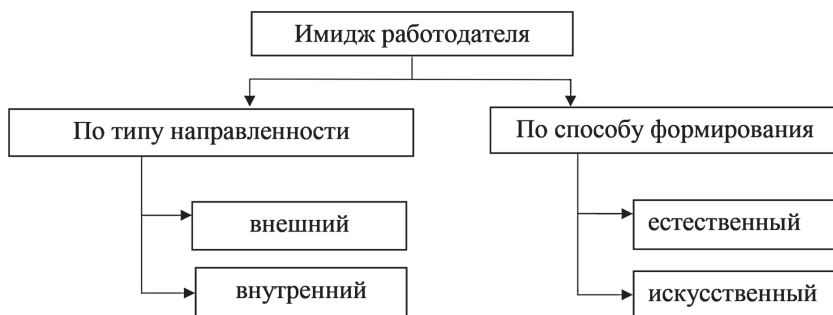 Имидж работодателя
По типу направленности
По способу формирования
внешний
естественный
внутренний
искусственный